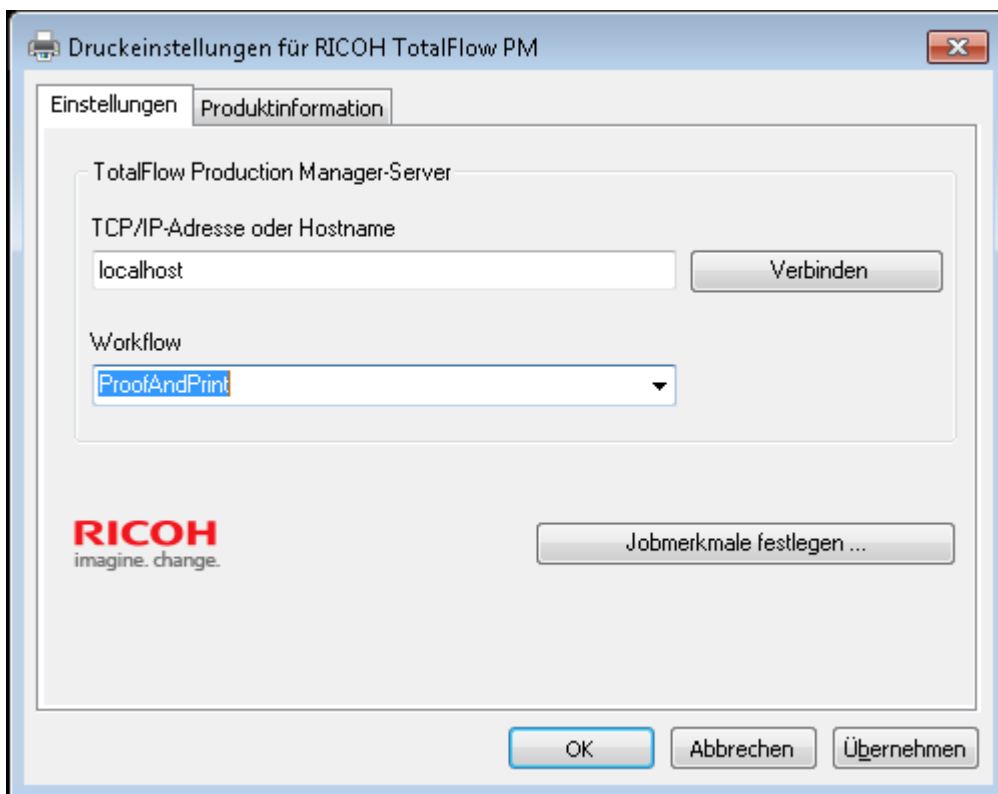 Druckeinstellungen für RICOH TotalFlow PM
Einstellungen
Produktinformation
TotalFlow Production Manager-Server
TCP/IP-Adresse oder Hostname
localhost
Verbinden
Workflow
ProofAndPrint
RICOH
imagine. change.
Jobmerkmale festlegen ...
OK
Abbrechen
Übernehmen